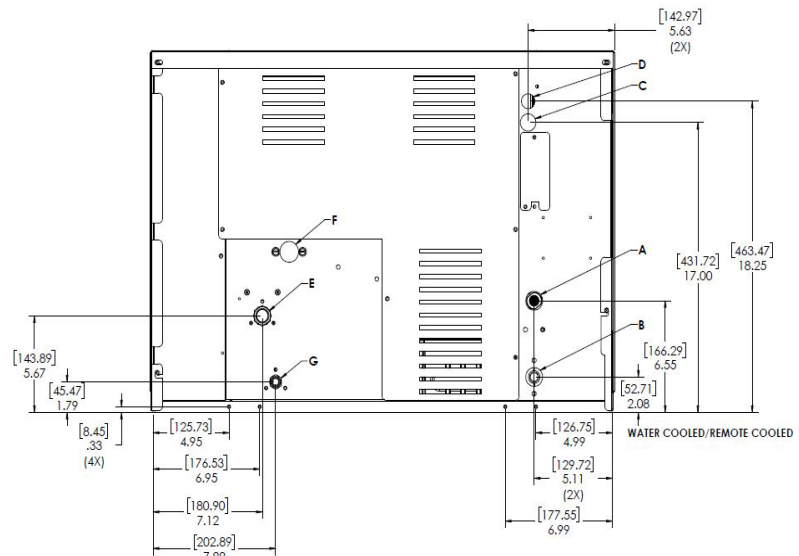 [142.97]
5.63
(2X)
D
C
F
A
[463.47]
18.25
[431.72]
17.00
E
B
[166.29]
6.55
[143.89]
5.67
G
[45.47]
1.79
[52.71]
2.08
[8.45]
.33
(4X)
[125.73]
4.95
[126.75]
4.99
WATER COOLED/REMOTE COOLED
[176.53]
6.95
[129.72]
5.11
(2X)
[180.90]
7.12
[177.55]
6.99
[202.89]